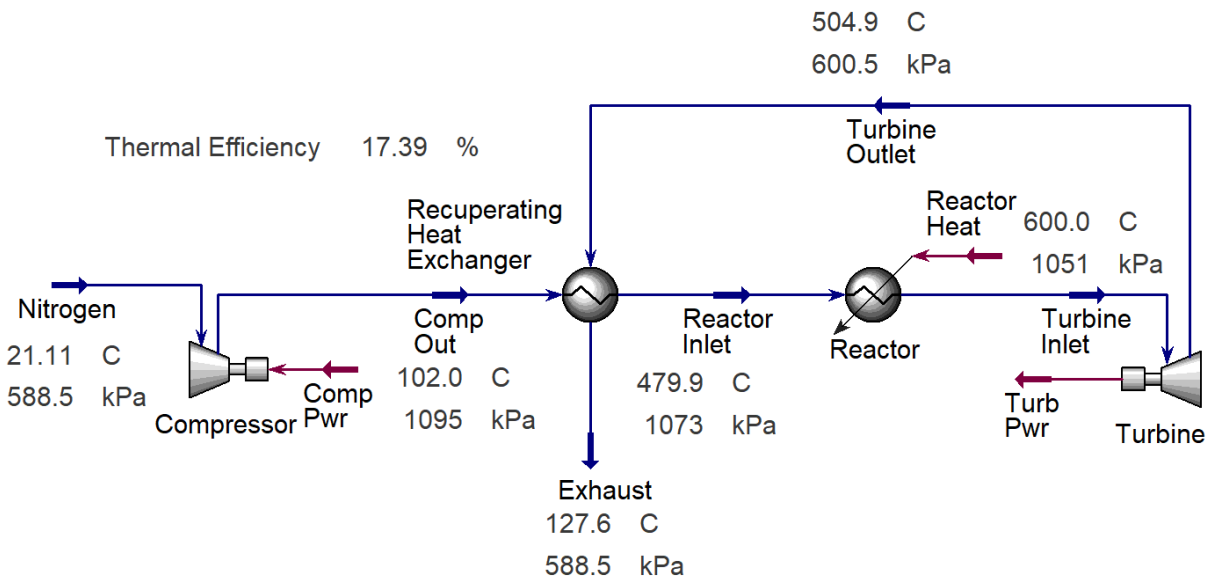 504.9 C
600.5 kPa
Turbine
Outlet
Thermal Efficiency 17.39 %
Recuperating
Heat
Exchanger
Reactor
Heat
600.0 C
1051 kPa
Nitrogen
21.11 C
588.5 kPa
Compressor
Comp
Pwr
Comp
Out
102.0 C
1095 kPa
Reactor
Inlet
479.9 C
1073 kPa
Reactor
Turbine
Inlet
Turb
Pwr
Turbine
Exhaust
127.6 C
588.5 kPa